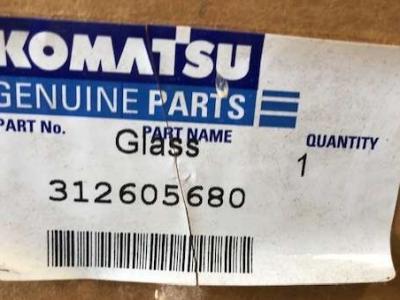 KOMATSU
GENUINE PARTS
PART No. PART NAME QUANTITY
Glass 1
312605680